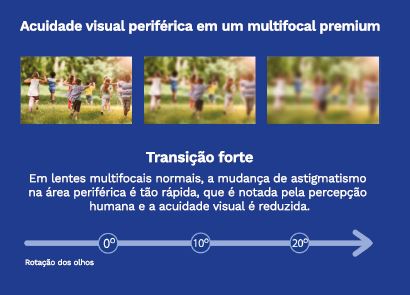 Acuidade visual periférica em um multifocal premium
Transição forte
Em lentes multifocais normais, a mudança de astigmatismo
na área periférica é tão rápida, que é notada pela percepção
humana e a acuidade visual é reduzida.
0º
10º
20º
Rotação dos olhos